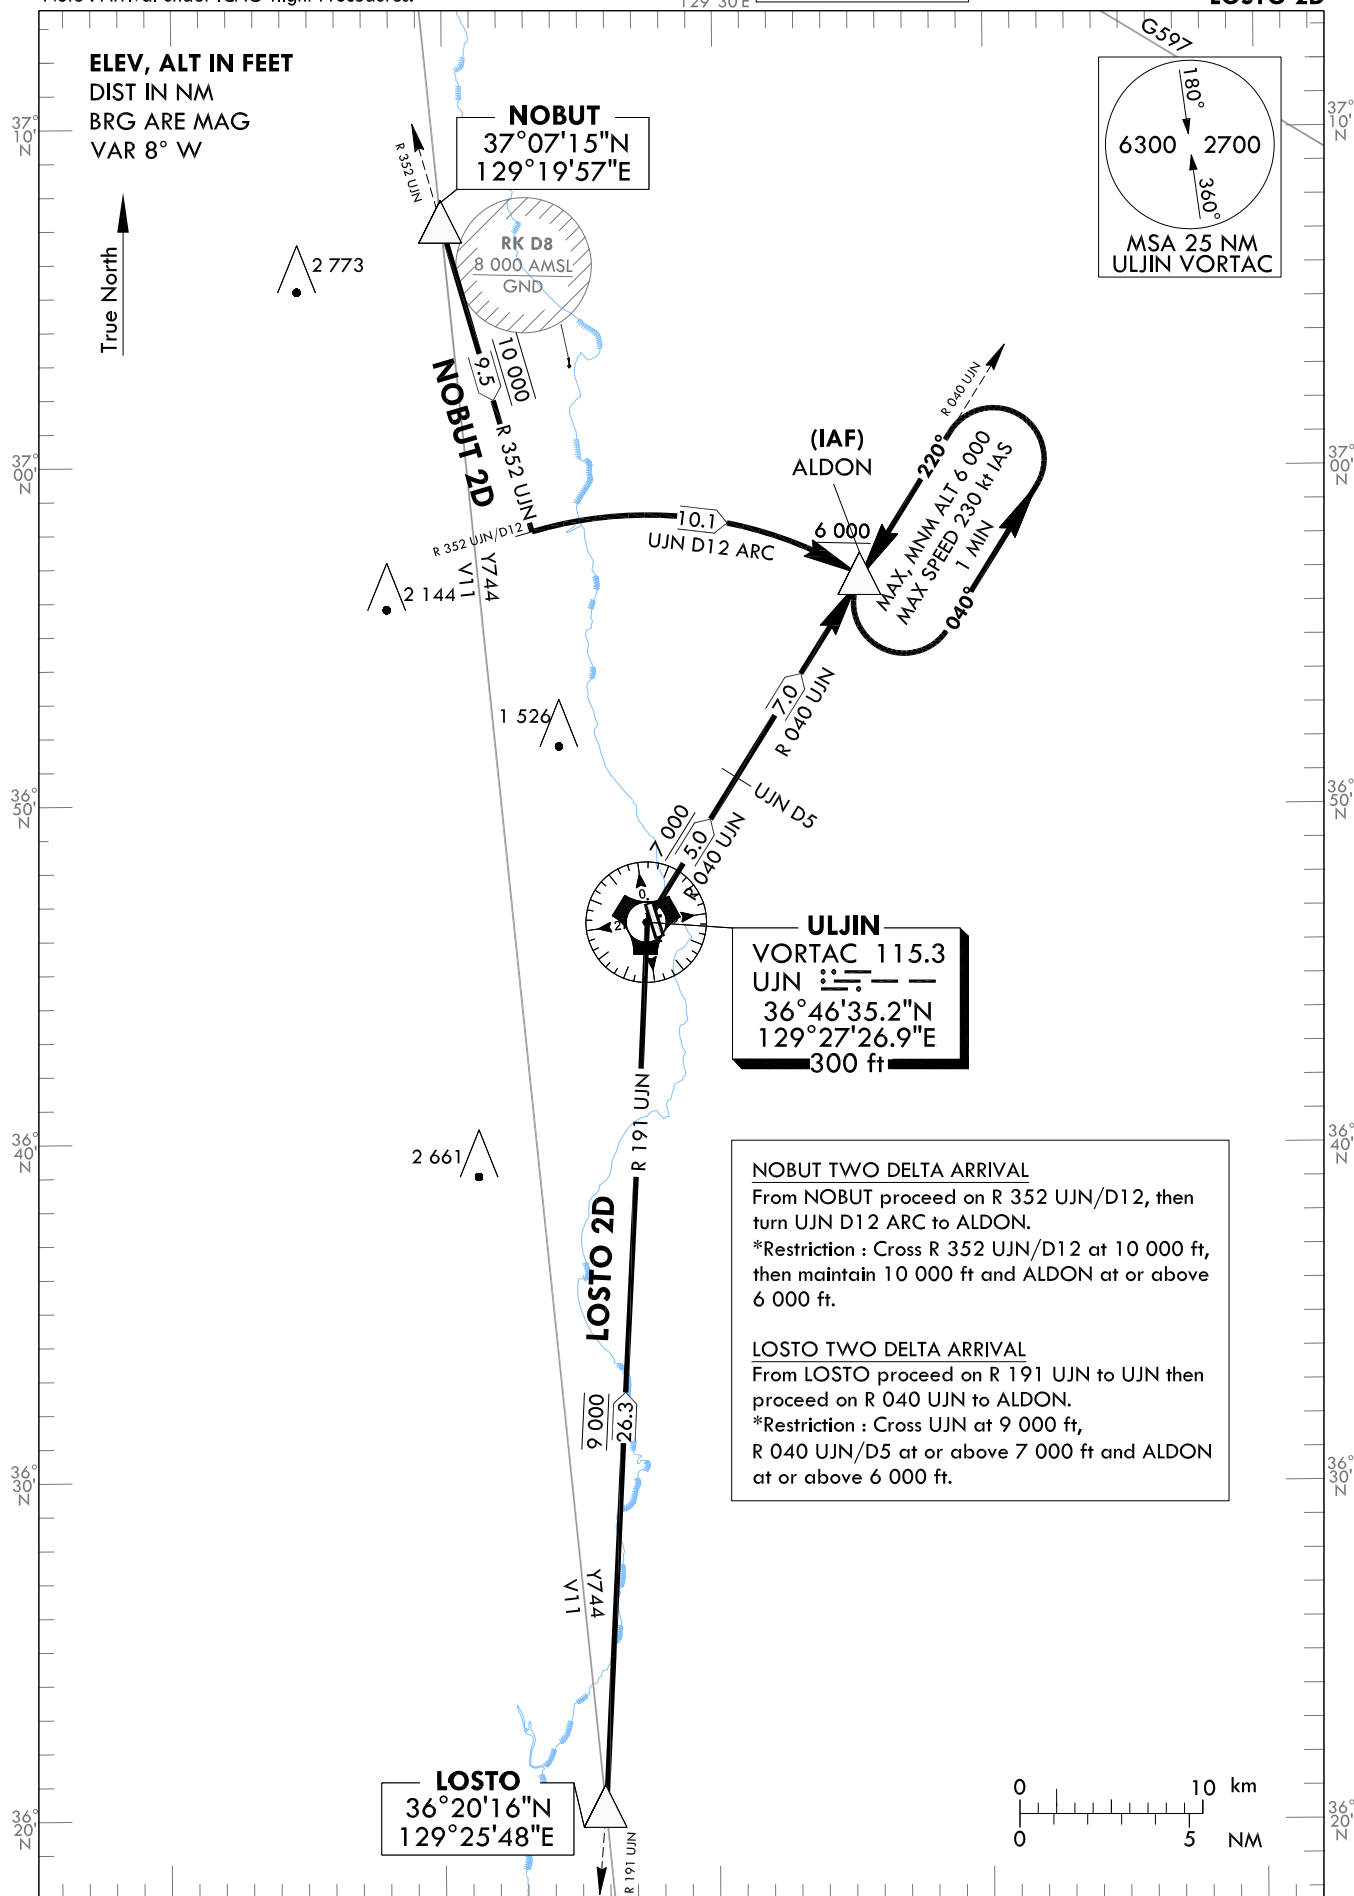 G597
ELEV, ALT IN FEET
DIST IN NM
BRG ARE MAG
VAR 8° W
True North
NOBUT
37°07'15"N
129°19'57"E
R 352 UJN
180°
6300 2700
360°
MSA 25 NM
ULJIN VORTAC
37°
10'
N
37°
10'
N
RK D8
8 000 AMSL
GND
2 773
9.5
10 000
NOBUT 2D
R 352 UJN
R 352 UJN/D12
10.1
UJN D12 ARC
(IAF)
ALDON
6 000
R 040 UJN
220°
MAX, MNM ALT 6 000
MAX SPEED 230 kt IAS
1 MIN
040°
37°
00'
N
37°
00'
N
Y744
V11
2 144
1 526
7.0
R 040 UJN
UJN D5
7 000
5.0
R 040 UJN
36°
50'
N
36°
50'
N
ULJIN
VORTAC 115.3
UJN
36°46'35.2"N
129°27'26.9"E
300 ft
R 191 UJN
36°
40'
N
36°
40'
N
2 661
LOSTO 2D
9 000
26.3
NOBUT TWO DELTA ARRIVAL
From NOBUT proceed on R 352 UJN/D12, then
turn UJN D12 ARC to ALDON.
*Restriction : Cross R 352 UJN/D12 at 10 000 ft,
then maintain 10 000 ft and ALDON at or above
6 000 ft.
LOSTO TWO DELTA ARRIVAL
From LOSTO proceed on R 191 UJN to UJN then
proceed on R 040 UJN to ALDON.
*Restriction : Cross UJN at 9 000 ft,
R 040 UJN/D5 at or above 7 000 ft and ALDON
at or above 6 000 ft.
36°
30'
N
36°
30'
N
Y744
V11
LOSTO
36°20'16"N
129°25'48"E
R 191 UJN
36°
20'
N
36°
20'
N
0 10 km
0 5 NM